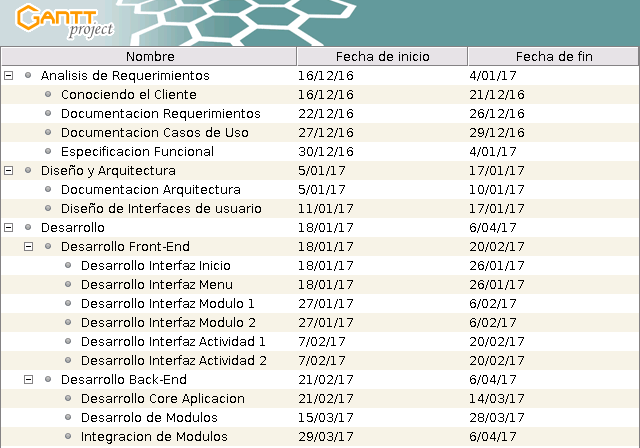 GANTT
project
Nombre Fecha de inicio Fecha de fin
Analisis de Requerimientos 16/12/16 4/01/17
Conociendo el Cliente 16/12/16 21/12/16
Documentacion Requerimientos 22/12/16 26/12/16
Documentacion Casos de Uso 27/12/16 29/12/16
Especificacion Funcional 30/12/16 4/01/17
Diseño y Arquitectura 5/01/17 17/01/17
Documentacion Arquitectura 5/01/17 10/01/17
Diseño de Interfaces de usuario 11/01/17 17/01/17
Desarrollo 18/01/17 6/04/17
Desarrollo Front-End 18/01/17 20/02/17
Desarrollo Interfaz Inicio 18/01/17 26/01/17
Desarrollo Interfaz Menu 18/01/17 26/01/17
Desarrollo Interfaz Modulo 1 27/01/17 6/02/17
Desarrollo Interfaz Modulo 2 27/01/17 6/02/17
Desarrollo Interfaz Actividad 1 7/02/17 20/02/17
Desarrollo Interfaz Actividad 2 7/02/17 20/02/17
Desarrollo Back-End 21/02/17 6/04/17
Desarrollo Core Aplicacion 21/02/17 14/03/17
Desarrolo de Modulos 15/03/17 28/03/17
Integracion de Modulos 29/03/17 6/04/17